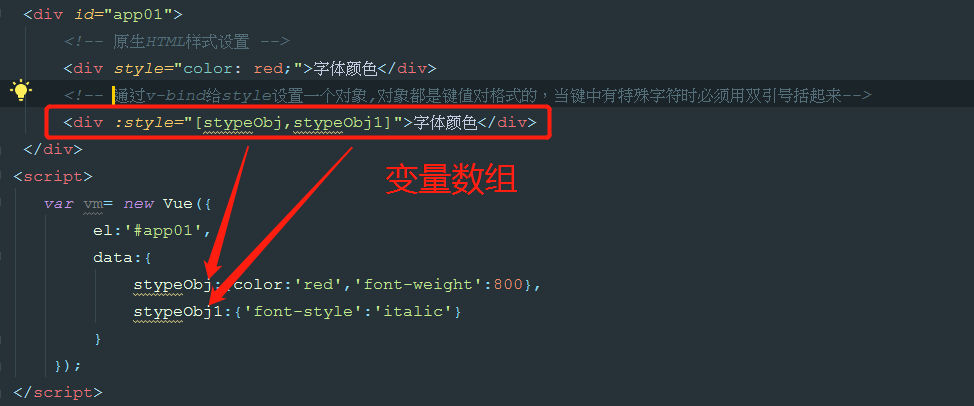 <div id="app01">
<!-- 原生HTML样式设置 -->
<div style="color: red;">字体颜色</div>
<!-- 通过v-bind给style设置一个对象,对象都是键值对格式的，当键中有特殊字符时必须用双引号括起来-->
<div :style="[stypeObj,stypeObj1]">字体颜色</div>
</div>
变量数组
<script>
var vm= new Vue({
el:'#app01',
data:{
stypeObj:{color:'red','font-weight':800},
stypeObj1:{'font-style':'italic'}
}
});
</script>